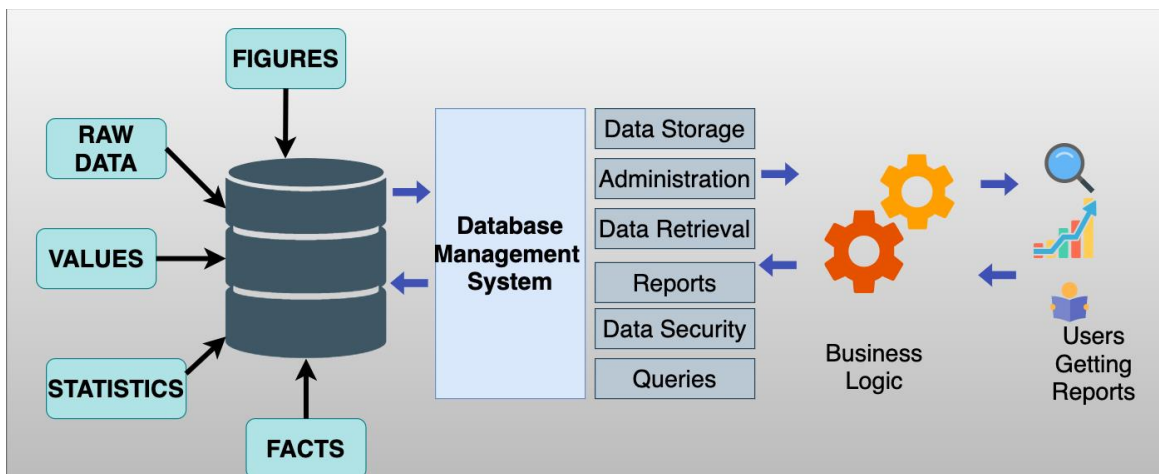 FIGURES
RAW
DATA
VALUES
STATISTICS
FACTS
Database
Management
System
Data Storage
Administration
Data Retrieval
Reports
Data Security
Queries
Business
Logic
Users
Getting
Reports